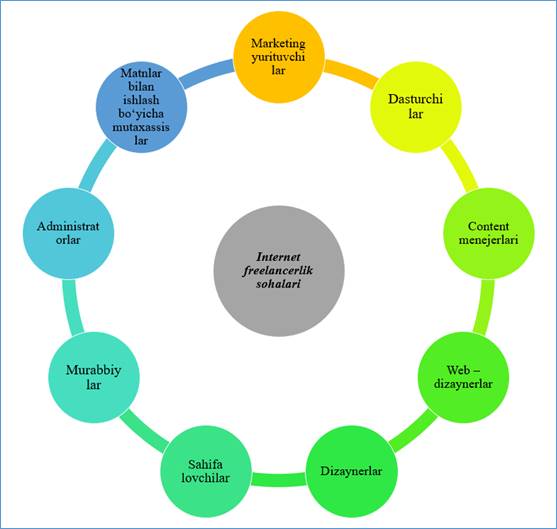 Marketing
yurituvchi
lar
Dasturchi
lar
Content
menejerlari
Web –
dizaynerlar
Dizaynerlar
Sahifa
lovchilar
Murabbiy
lar
Administrat
orlar
Matnlar
bilan
ishlash
bo‘yicha
mutaxassis
lar
Internet
freelancerlik
sohalari